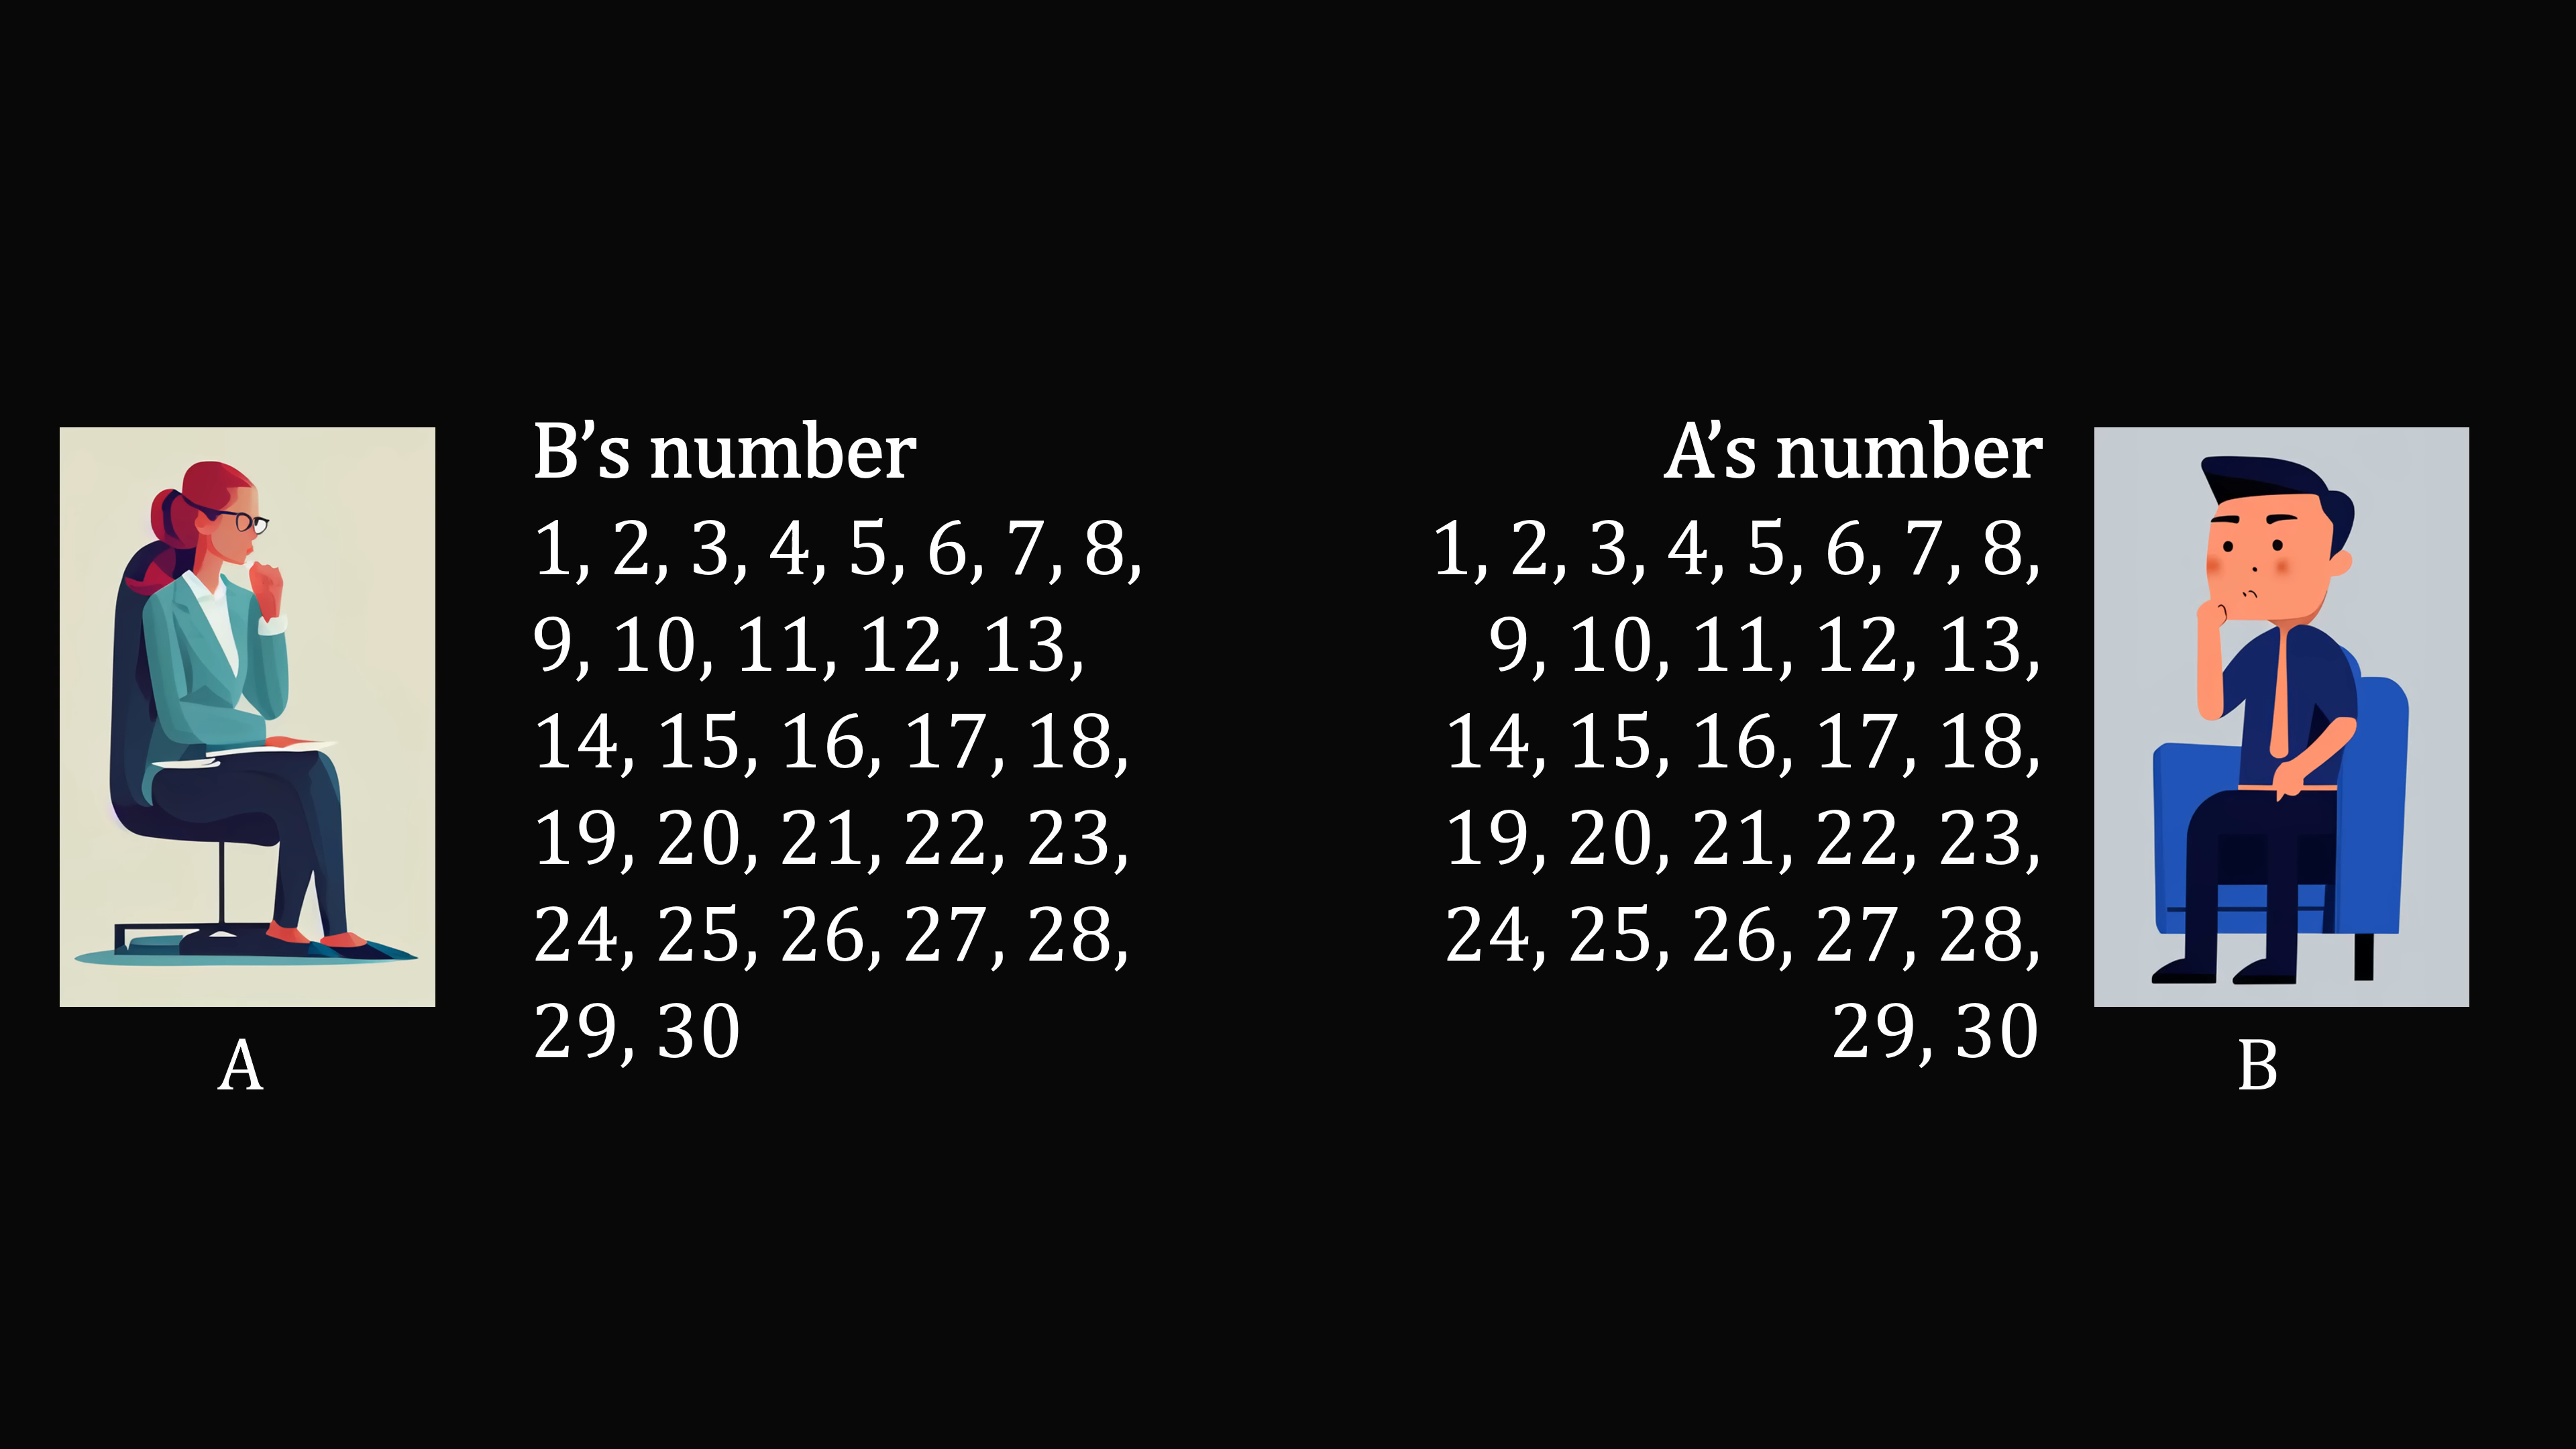 B’s number
1, 2, 3, 4, 5, 6, 7, 8,
9, 10, 11, 12, 13,
14, 15, 16, 17, 18,
19, 20, 21, 22, 23,
24, 25, 26, 27, 28,
29, 30
A
A’s number
1, 2, 3, 4, 5, 6, 7, 8,
9, 10, 11, 12, 13,
14, 15, 16, 17, 18,
19, 20, 21, 22, 23,
24, 25, 26, 27, 28,
29, 30
B